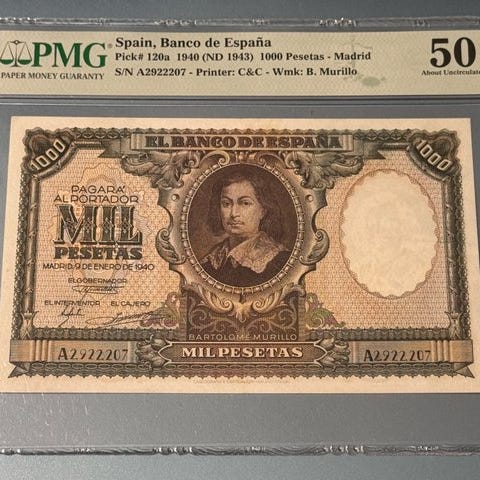 PMG
PAPER MONEY GUARANTY
Spain, Banco de España
Pick# 120a 1940 (ND 1943) 1000 Pesetas - Madrid
S/N A2922207 - Printer: C&C - Wmk: B. Murillo
50
About Uncirculate
1000
EL BANCO DE ESPAÑA
1000
PAGARÁ
AL PORTADOR
MIL
PESETAS
MADRID, 9 DE ENERO DE 1940
EL GOBERNADOR
EL INTERVENTOR EL CAJERO
BARTOLOMÉ MURILLO
A2922207
MIL PESETAS
A2922207